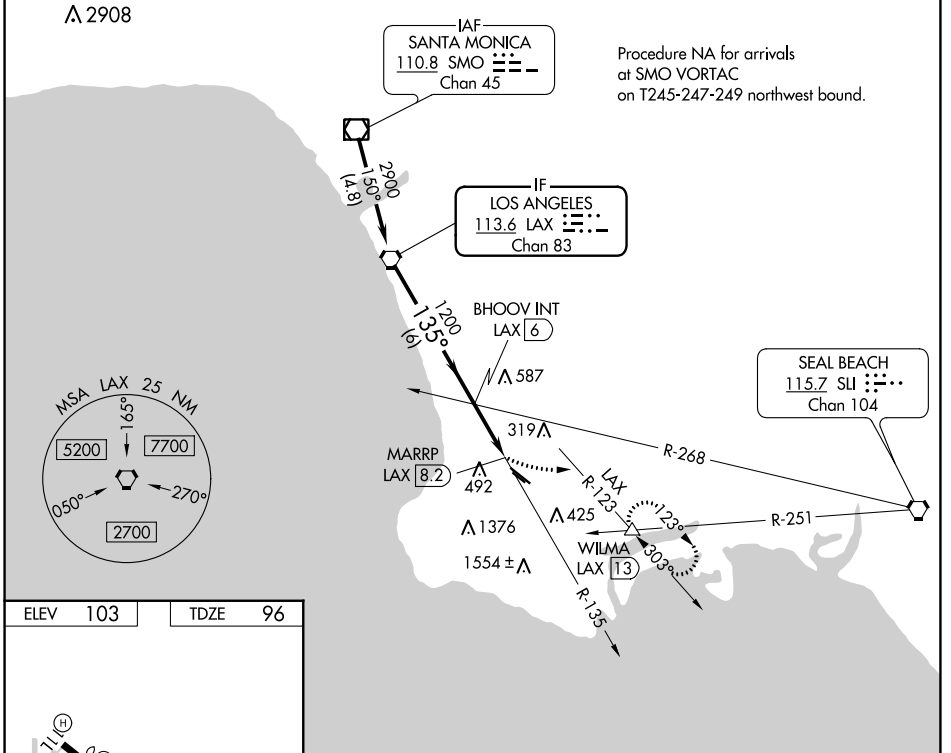 2908
IAF
SANTA MONICA
110.8 SMO
Chan 45
Procedure NA for arrivals
at SMO VORTAC
on T245-247-249 northwest bound.
2900
150°
(4.8)
IF
LOS ANGELES
113.6 LAX
Chan 83
1200
135°
(6)
BHOOV INT
LAX 6
587
SEAL BEACH
115.7 SLI
Chan 104
MSA LAX 25 NM
165°
5200
7700
050°
270°
2700
319
R-268
MARRP
LAX 8.2
492
LAX
R-123
425
123°
R-251
1376
WILMA
LAX 13
303°
1554 ±
R-135
ELEV 103
TDZE 96
H
111